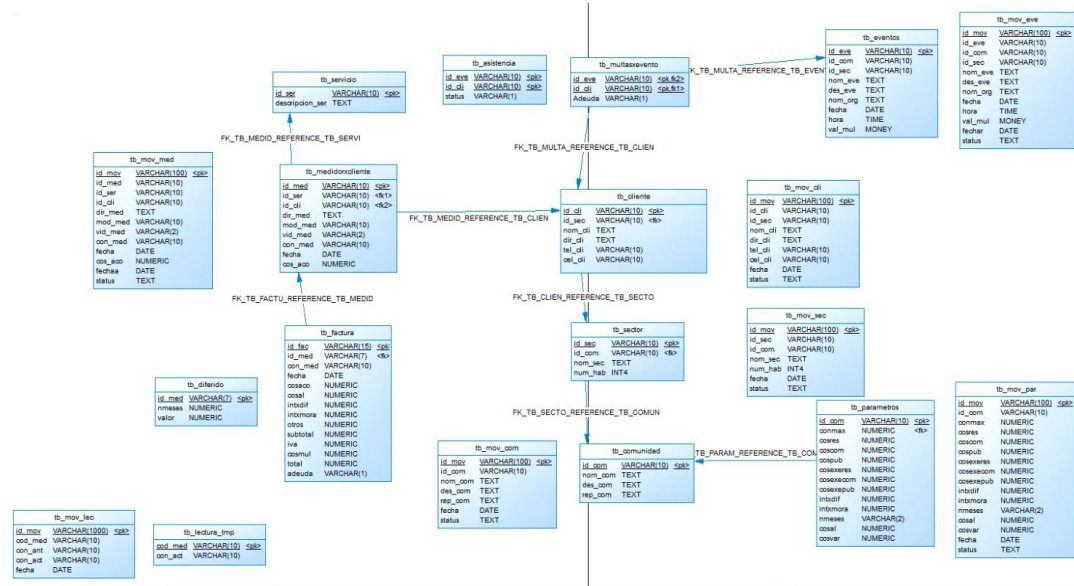 tb_mov_eve
id_mov VARCHAR(100) <pk>
id_eve VARCHAR(10)
id_com VARCHAR(10)
id_sec VARCHAR(10)
nom_eve TEXT
des_eve TEXT
nom_org TEXT
fecha DATE
hora TIME
val_mul MONEY
fechar DATE
status TEXT
tb_eventos
id_eve VARCHAR(10) <pk>
id_com VARCHAR(10)
id_sec VARCHAR(10)
nom_eve TEXT
des_eve TEXT
nom_org TEXT
fecha DATE
hora TIME
val_mul MONEY
tb_asistencia
id_eve VARCHAR(10) <pk>
id_cli VARCHAR(10) <pk>
status VARCHAR(1)
tb_multasxevento
id_eve VARCHAR(10) <pk,fk2>
id_cli VARCHAR(10) <pk,fk1>
Adeuda VARCHAR(1)
K_TB_MULTA_REFERENCE_TB_EVENT
tb_servicio
id_ser VARCHAR(10) <pk>
descripcion_ser TEXT
FK_TB_MEDID_REFERENCE_TB_SERVI
FK_TB_MULTA_REFERENCE_TB_CLIEN
tb_mov_med
id_mov VARCHAR(100) <pk>
id_med VARCHAR(10)
id_ser VARCHAR(10)
id_cli VARCHAR(10)
dir_med TEXT
mod_med VARCHAR(10)
vid_med VARCHAR(2)
con_med VARCHAR(10)
fecha DATE
cos_aco NUMERIC
fechaa DATE
status TEXT
tb_medidorxcliente
id_med VARCHAR(10) <pk>
id_ser VARCHAR(10) <fk1>
id_cli VARCHAR(10) <fk2>
dir_med TEXT
mod_med VARCHAR(10)
vid_med VARCHAR(2)
con_med VARCHAR(10)
fecha DATE
cos_aco NUMERIC
FK_TB_MEDID_REFERENCE_TB_CLIEN
tb_cliente
id_cli VARCHAR(10) <pk>
id_sec VARCHAR(10) <fk>
nom_cli TEXT
dir_cli TEXT
tel_cli VARCHAR(10)
cel_cli VARCHAR(10)
tb_mov_cli
id_mov VARCHAR(100) <pk>
id_cli VARCHAR(10)
id_sec VARCHAR(10)
nom_cli TEXT
dir_cli TEXT
tel_cli VARCHAR(10)
cel_cli VARCHAR(10)
fecha DATE
status TEXT
FK_TB_FACTU_REFERENCE_TB_MEDID
FK_TB_CLIEN_REFERENCE_TB_SECTO
tb_factura
id_fac VARCHAR(15) <pk
id_med VARCHAR(7) <fk>
con_med VARCHAR(10)
fecha DATE
cosaco NUMERIC
cosal NUMERIC
intxdif NUMERIC
intxmora NUMERIC
otros NUMERIC
subtotal NUMERIC
iva NUMERIC
cosmul NUMERIC
total NUMERIC
adeuda VARCHAR(1)
tb_sector
id_sec VARCHAR(10) <pk>
id_com VARCHAR(10) <fk>
nom_sec TEXT
num_hab INT4
tb_mov_sec
id_mov VARCHAR(100) <pk>
id_sec VARCHAR(10)
id_com VARCHAR(10)
nom_sec TEXT
num_hab INT4
fecha DATE
status TEXT
tb_diferido
id_med VARCHAR(7) <pk>
nmeses NUMERIC
valor NUMERIC
FK_TB_SECTO_REFERENCE_TB_COMUN
tb_mov_com
id_mov VARCHAR(100) <pk>
id_com VARCHAR(10)
nom_com TEXT
des_com TEXT
rep_com TEXT
fecha DATE
status TEXT
tb_comunidad
id_com VARCHAR(10) <pk>
nom_com TEXT
des_com TEXT
rep_com TEXT
TB_PARAM_REFERENCE_TB_COM
tb_parametros
id_com VARCHAR(10) <pk>
conmax NUMERIC <fk>
cosres NUMERIC
coscom NUMERIC
cospub NUMERIC
cosexeres NUMERIC
cosexecom NUMERIC
cosexepub NUMERIC
intxdif NUMERIC
intxmora NUMERIC
nmeses VARCHAR(2)
cosal NUMERIC
cosvar NUMERIC
tb_mov_par
id_mov VARCHAR(100) <pk>
id_com VARCHAR(10)
conmax NUMERIC
cosres NUMERIC
coscom NUMERIC
cospub NUMERIC
cosexeres NUMERIC
cosexecom NUMERIC
cosexepub NUMERIC
intxdif NUMERIC
intxmora NUMERIC
nmeses VARCHAR(2)
cosal NUMERIC
cosvar NUMERIC
fecha DATE
status TEXT
tb_mov_lec
id_mov VARCHAR(1000) <pk>
cod_med VARCHAR(10)
con_ant VARCHAR(10)
con_act VARCHAR(10)
fecha DATE
tb_lectura_tmp
cod_med VARCHAR(10) <pk>
con_act VARCHAR(10)